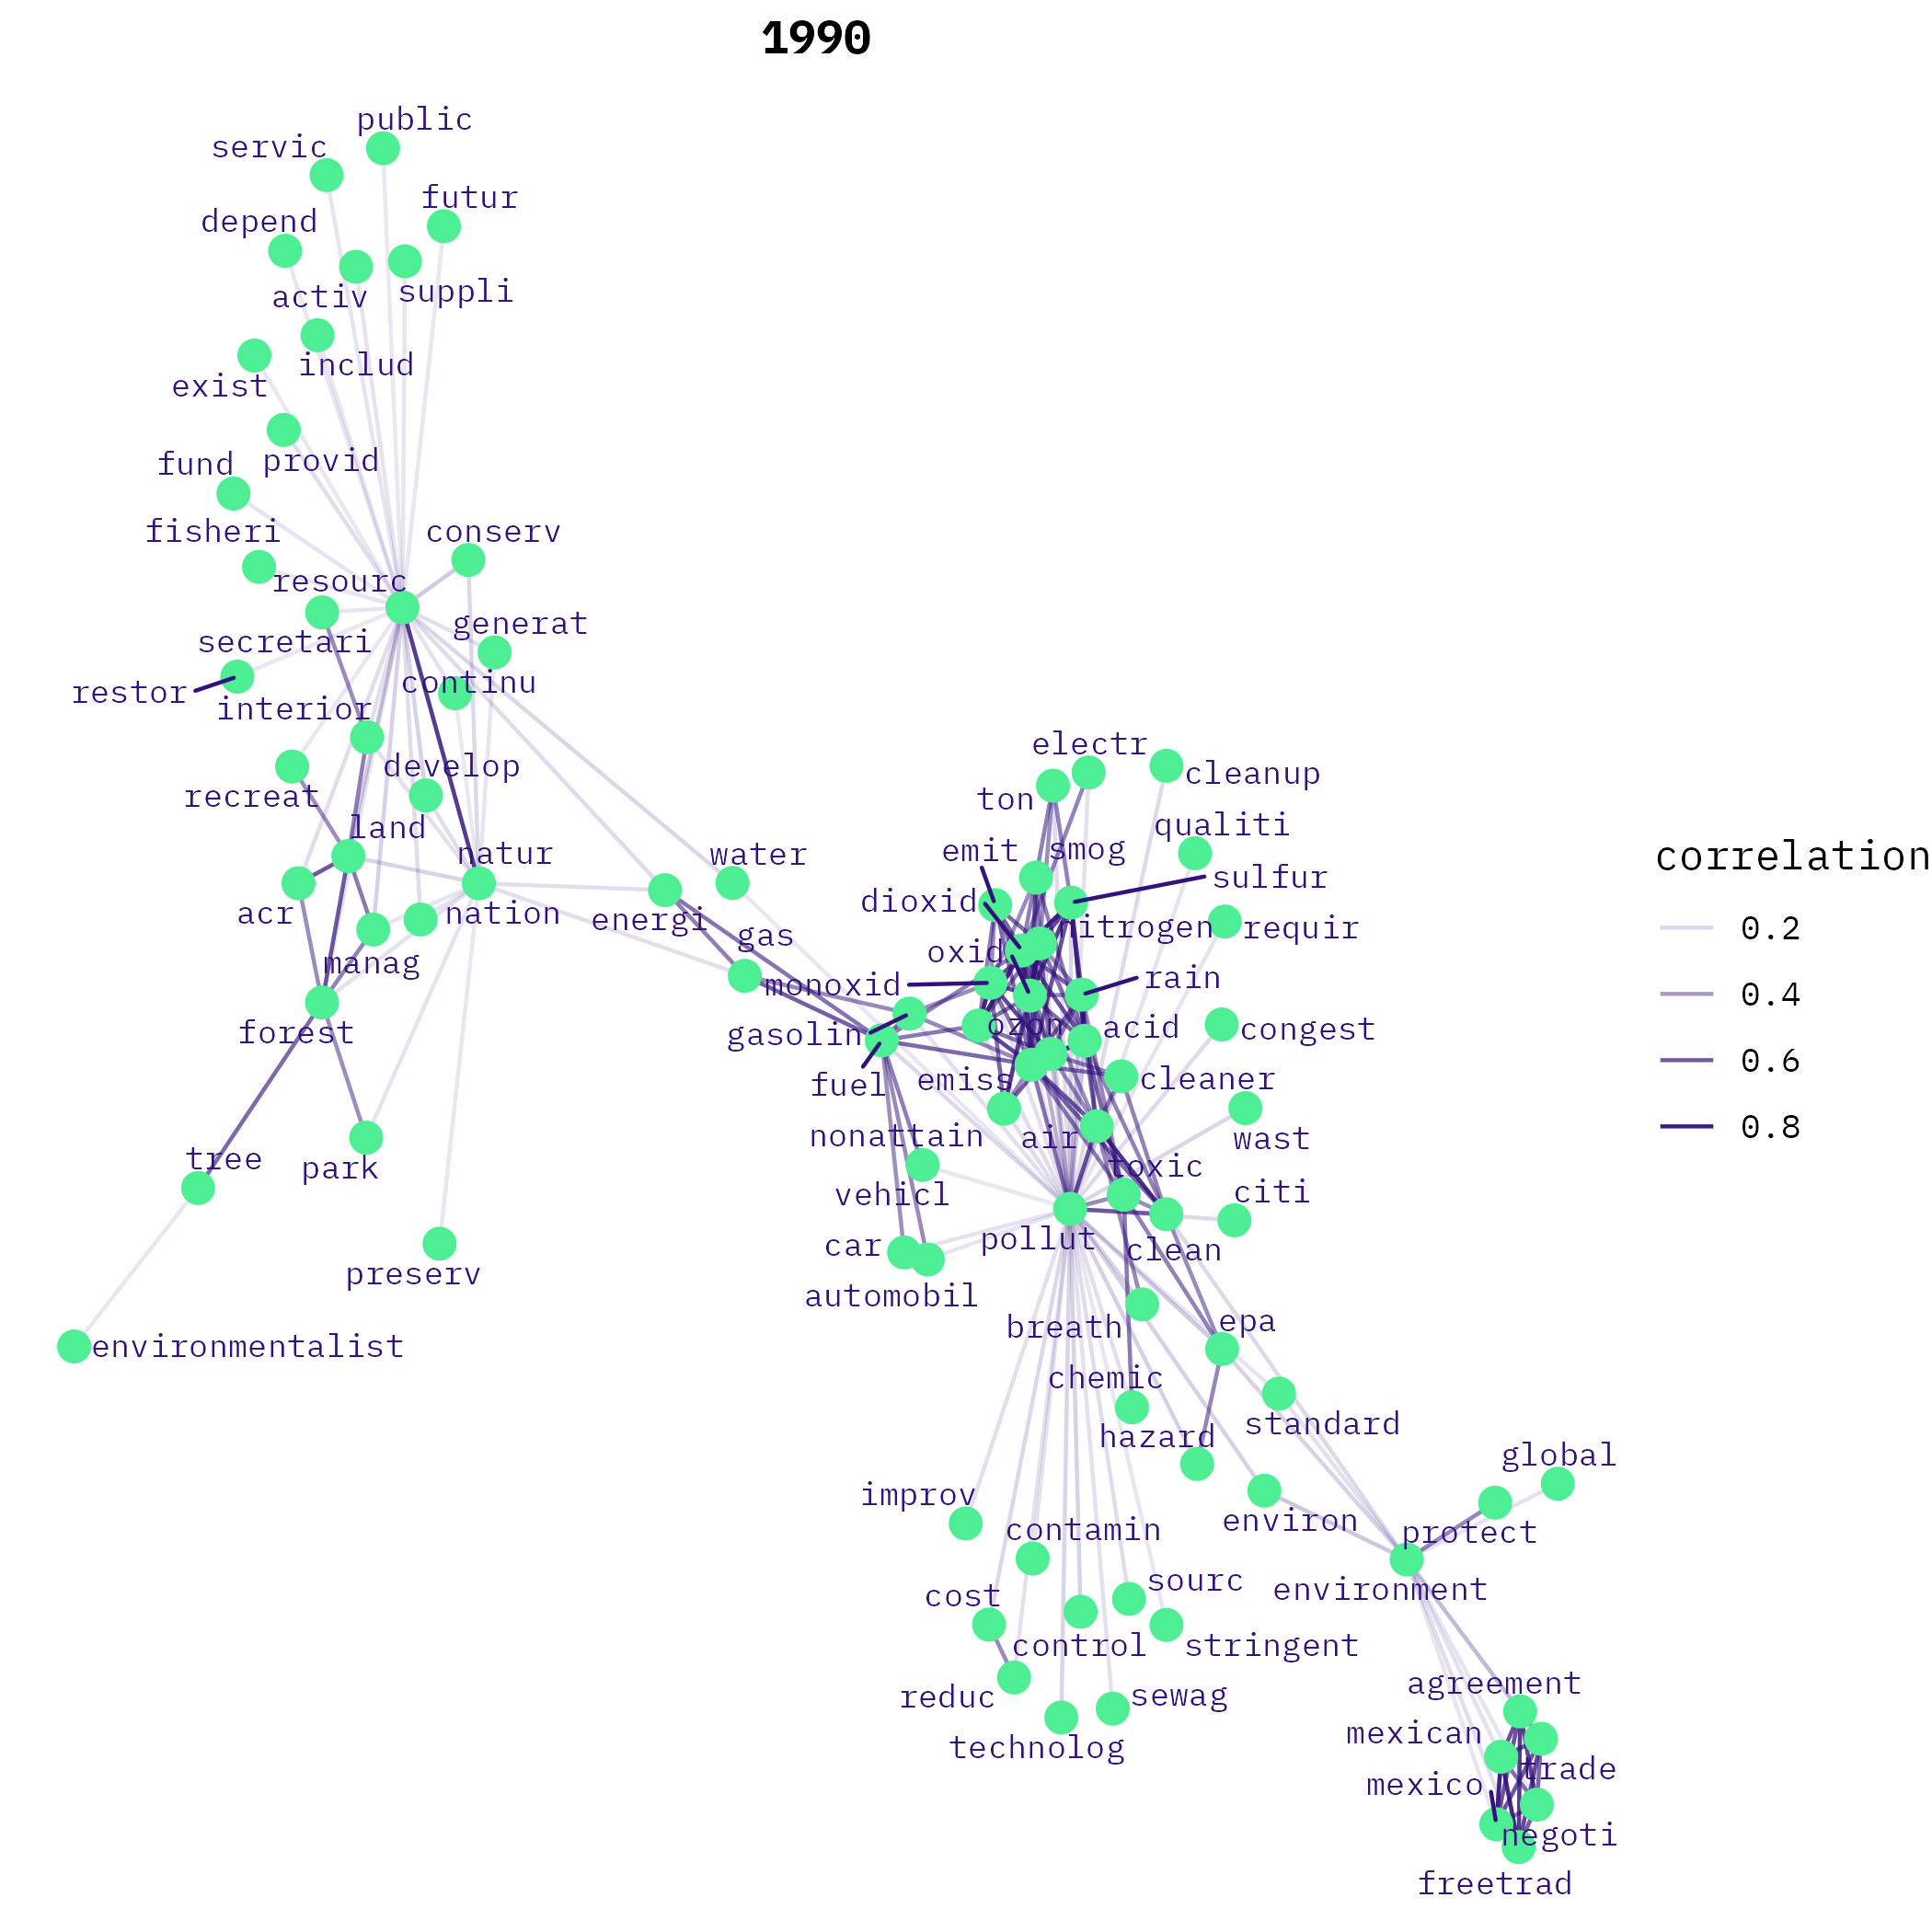 1990
public
servic
futur
depend
activ
suppli
includ
exist
provid
fund
fisheri
conserv
resourc
generat
secretari
continu
restor
interior
develop
recreat
land
natur
acr
nation
manag
forest
tree
park
preserv
environmentalist
water
energi
gas
electr
cleanup
ton
qualiti
emit
smog
sulfur
dioxid
nitrogen
requir
oxid
monoxid
rain
gasolin
ozon
acid
congest
fuel
emiss
cleaner
nonattain
air
wast
toxic
vehicl
citi
car
pollut
clean
automobil
breath
epa
chemic
hazard
standard
global
improv
contamin
environ
protect
cost
sourc
environment
control
stringent
reduc
sewag
technolog
agreement
mexican
trade
mexico
negoti
freetrad
correlation
0.2
0.4
0.6
0.8